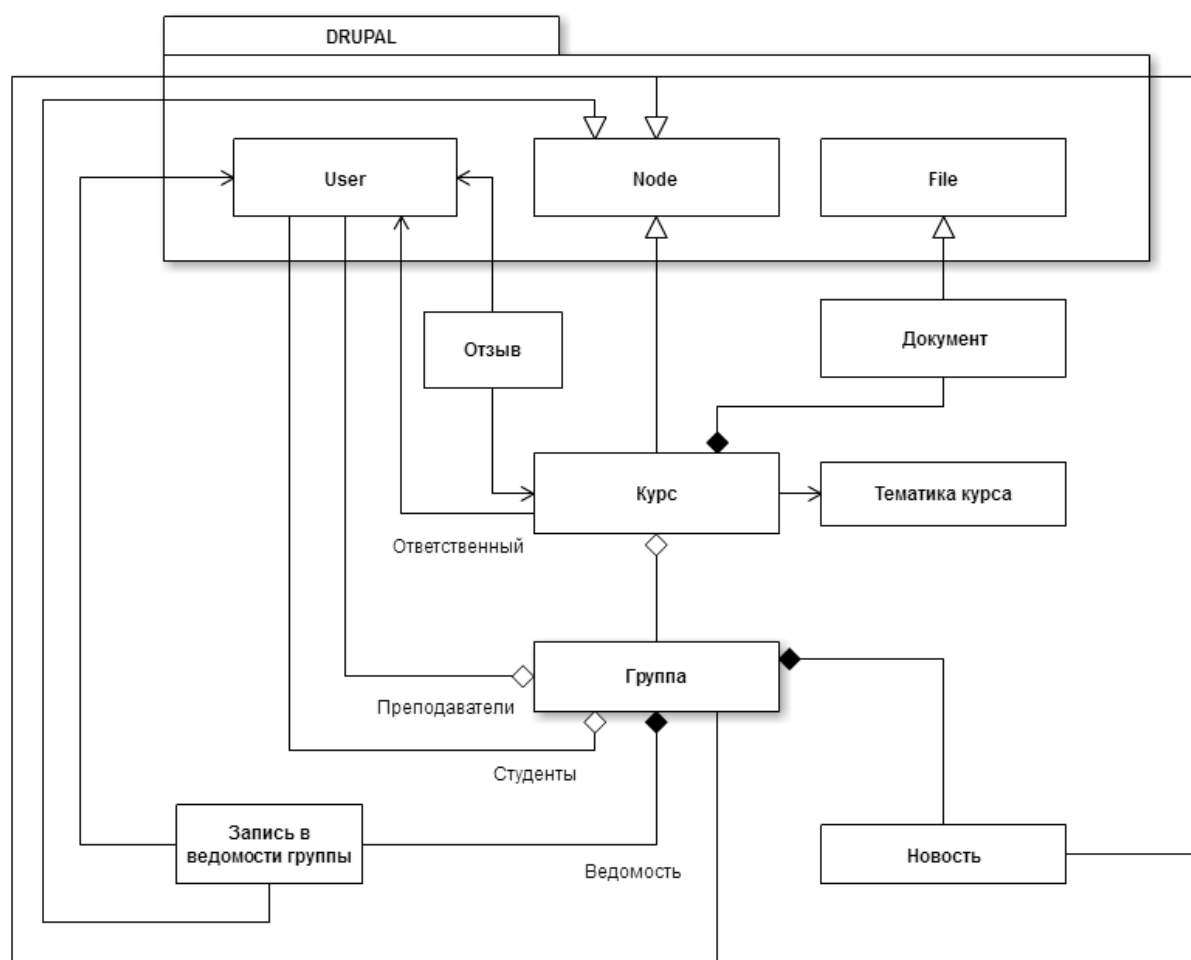 DRUPAL
User
Node
File
Отзыв
Документ
Курс
Тематика курса
Ответственный
Группа
Преподаватели
Студенты
Запись в
ведомости группы
Ведомость
Новость